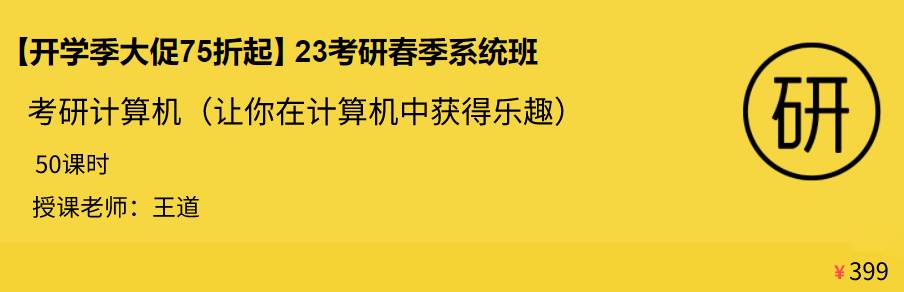 【开学季大促75折起】23考研春季系统班
考研计算机（让你在计算机中获得乐趣）
研
50课时
授课老师：王道
¥399